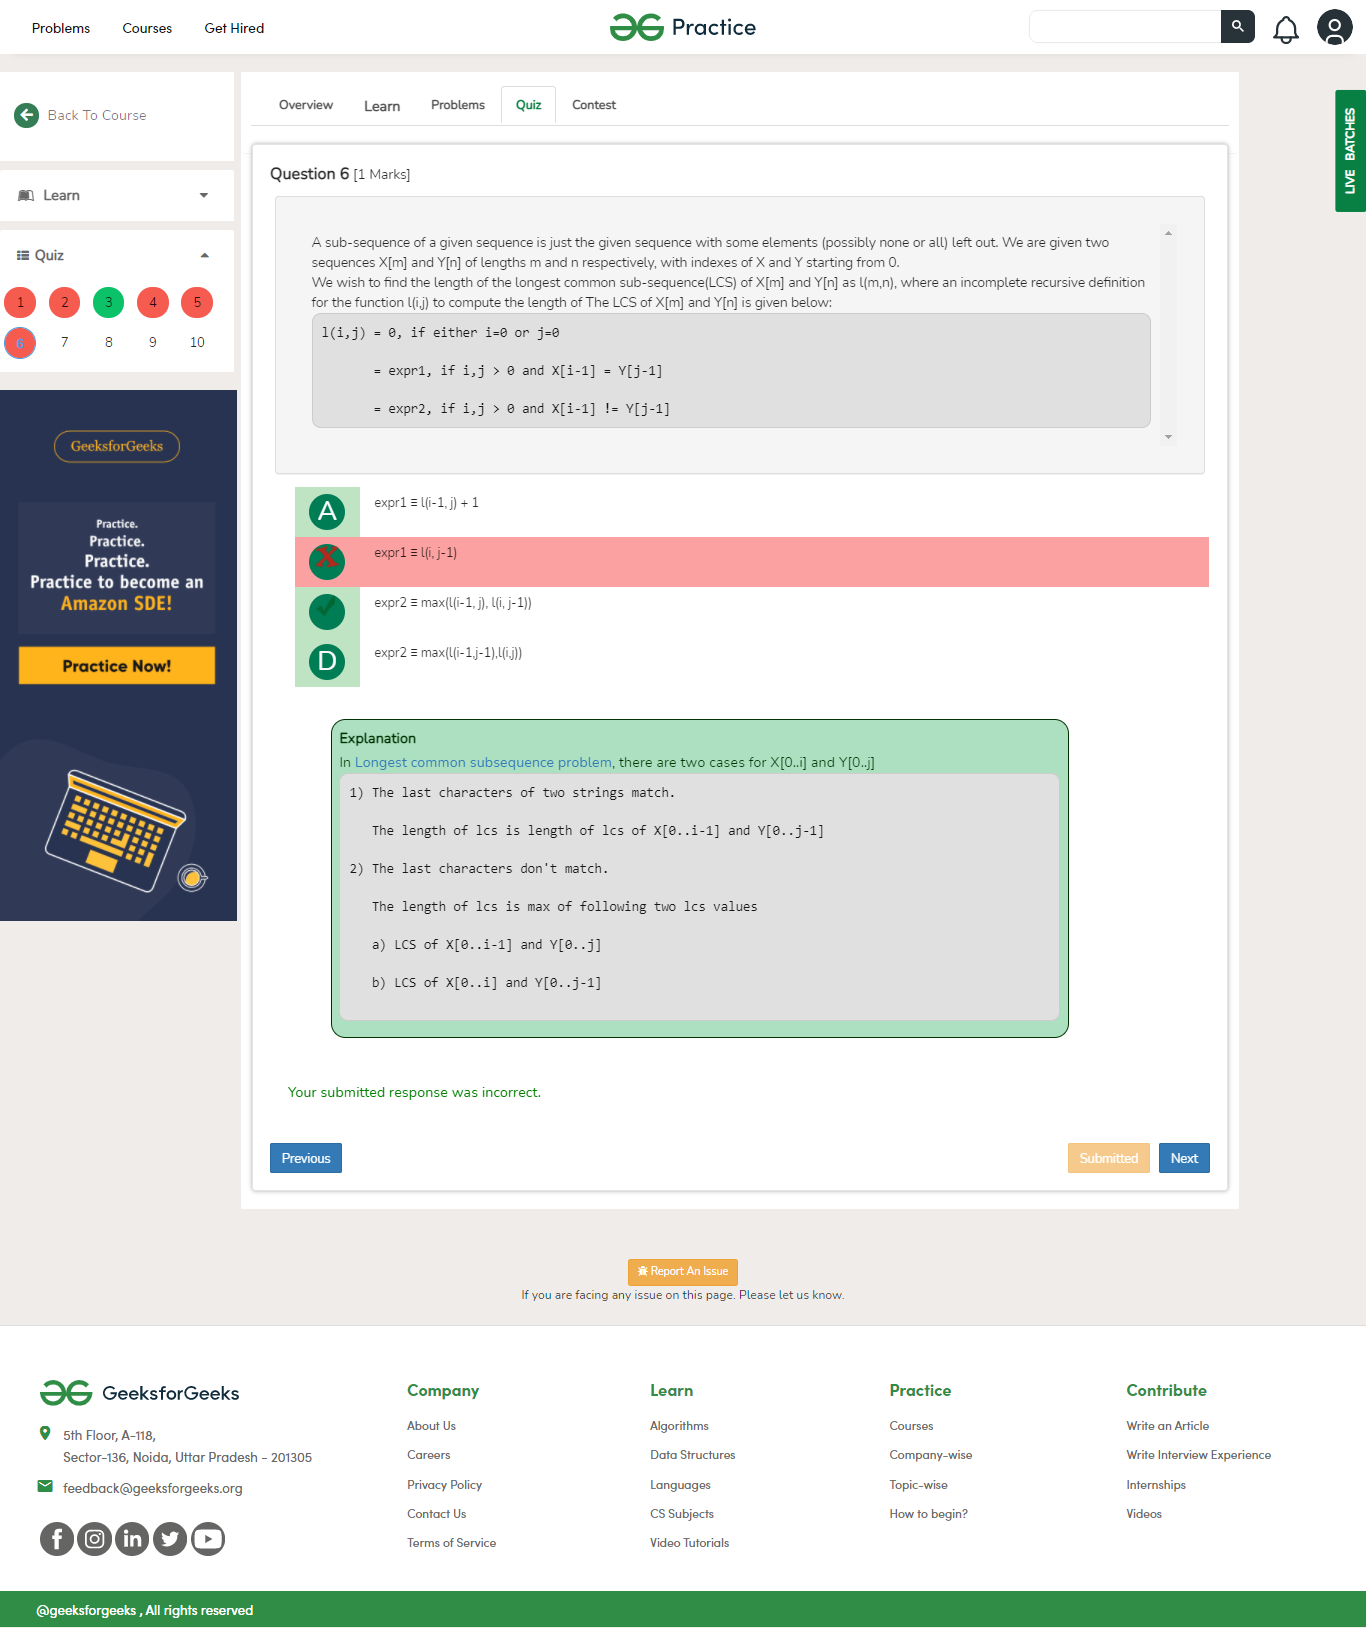 Problems Courses Get Hired
Practice
Back To Course
Learn
Quiz
1 2 3 4 5
6 7 8 9 10
GeeksforGeeks
Practice.
Practice.
Practice.
Practice to become an
Amazon SDE!
Practice Now!
Overview Learn Problems Quiz Contest
LIVE BATCHES
Question 6 [1 Marks]
A sub-sequence of a given sequence is just the given sequence with some elements (possibly none or all) left out. We are given two
sequences X[m] and Y[n] of lengths m and n respectively, with indexes of X and Y starting from 0.
We wish to find the length of the longest common sub-sequence(LCS) of X[m] and Y[n] as l(m,n), where an incomplete recursive definition
for the function l(i,j) to compute the length of The LCS of X[m] and Y[n] is given below:
l(i,j) = 0, if either i=0 or j=0
= expr1, if i,j > 0 and X[i-1] = Y[j-1]
= expr2, if i,j > 0 and X[i-1] != Y[j-1]
A expr1 ≡ l(i-1, j) + 1
expr1 ≡ l(i, j-1)
expr2 ≡ max(l(i-1, j), l(i, j-1))
D expr2 ≡ max(l(i-1,j-1),l(i,j))
Explanation
In Longest common subsequence problem, there are two cases for X[0..i] and Y[0..j]
1) The last characters of two strings match.
The length of lcs is length of lcs of X[0..i-1] and Y[0..j-1]
2) The last characters don't match.
The length of lcs is max of following two lcs values
a) LCS of X[0..i-1] and Y[0..j]
b) LCS of X[0..i] and Y[0..j-1]
Your submitted response was incorrect.
Previous Submitted Next
Report An Issue
If you are facing any issue on this page. Please let us know.
GeeksforGeeks
5th Floor, A-118,
Sector-136, Noida, Uttar Pradesh - 201305
feedback@geeksforgeeks.org
Company
About Us
Careers
Privacy Policy
Contact Us
Terms of Service
Learn
Algorithms
Data Structures
Languages
CS Subjects
Video Tutorials
Practice
Courses
Company-wise
Topic-wise
How to begin?
Contribute
Write an Article
Write Interview Experience
Internships
Videos
@geeksforgeeks , All rights reserved